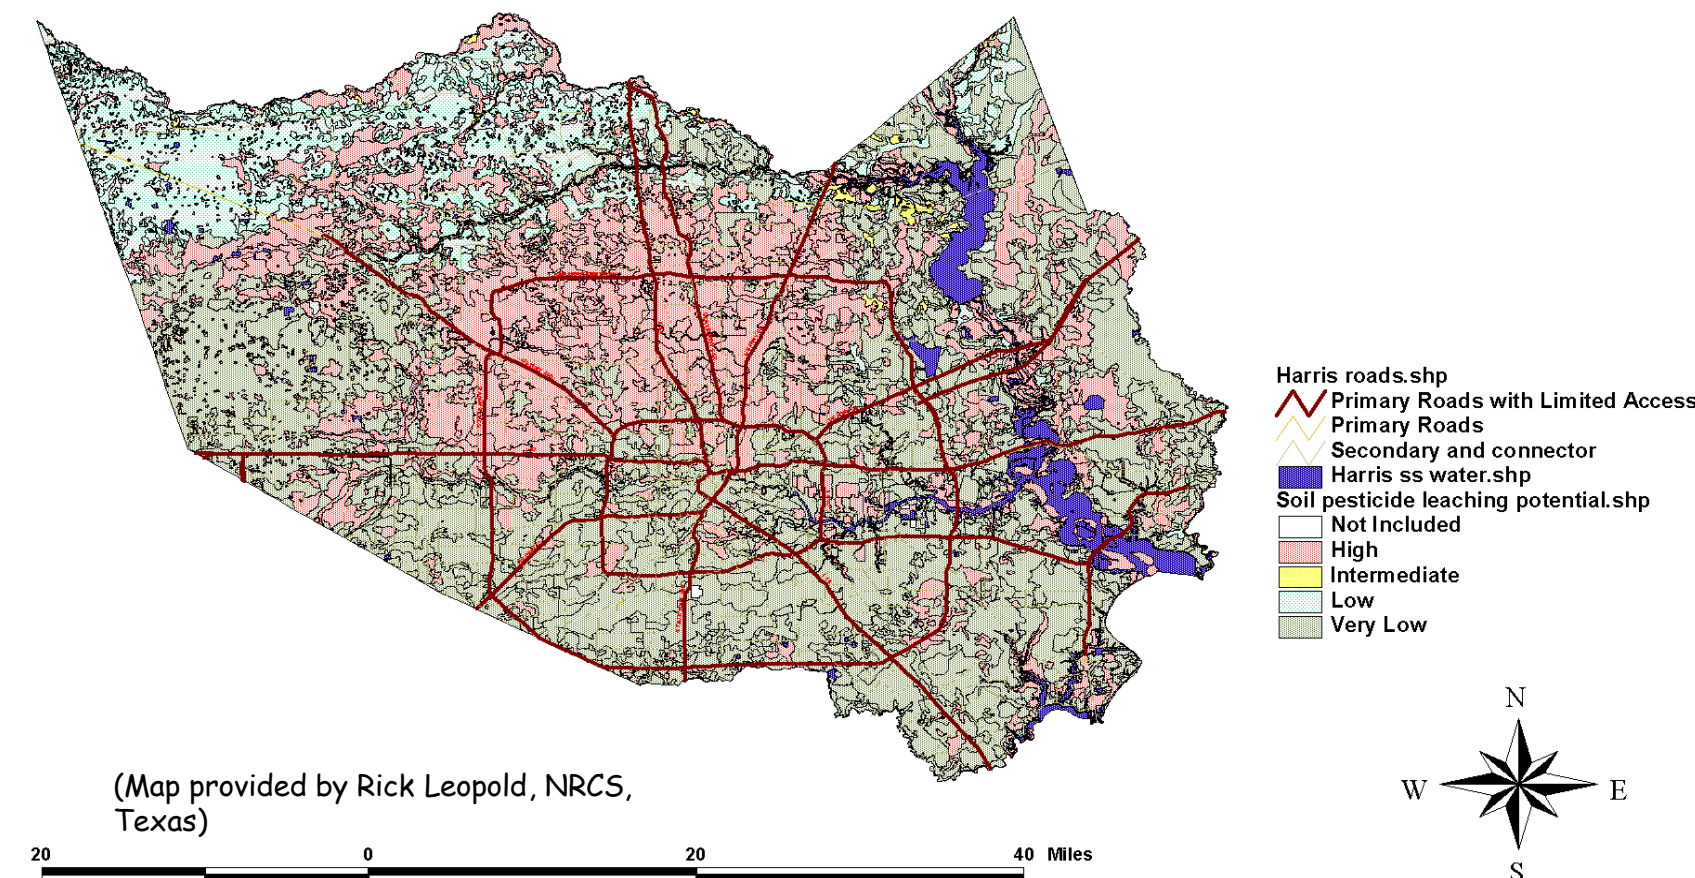 Harris roads.shp
Primary Roads with Limited Access
Primary Roads
Secondary and connector
Harris ss water.shp
Soil pesticide leaching potential.shp
Not Included
High
Intermediate
Low
Very Low
N
W E
S
(Map provided by Rick Leopold, NRCS,
Texas)
20 0 20 40 Miles